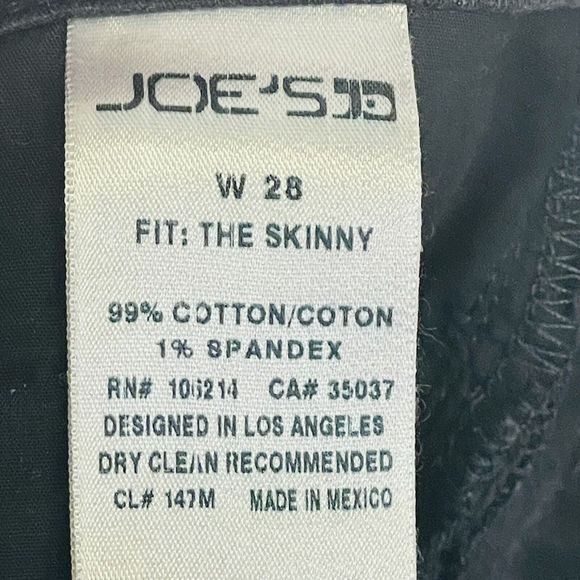 JOE'S
W 28
FIT: THE SKINNY
99% COTTON/COTON
1% SPANDEX
RN# 106214 CA# 35037
DESIGNED IN LOS ANGELES
DRY CLEAN RECOMMENDED
CL# 147M MADE IN MEXICO